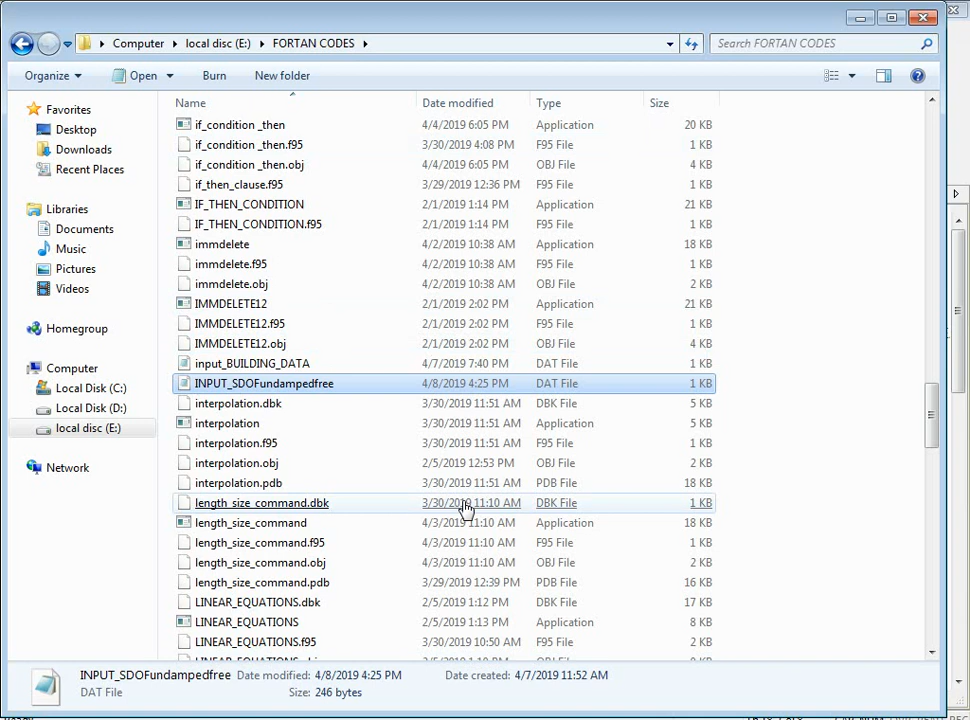 Computer local disc (E:) FORTAN CODES Search FORTAN CODES
Organize Open Burn New folder
Name Date modified Type Size
Favorites
Desktop
Downloads
Recent Places
Libraries
Documents
Music
Pictures
Videos
Homegroup
Computer
Local Disk (C:)
Local Disk (D:)
local disc (E:)
Network
if_condition _then 4/4/2019 6:05 PM Application 20 KB
if_condition _then.f95 3/30/2019 4:08 PM F95 File 1 KB
if_condition _then.obj 4/4/2019 6:05 PM OBJ File 2 KB
if_then_clause.f95 3/29/2019 12:36 PM F95 File 1 KB
IF_THEN_CONDITION 2/1/2019 1:14 PM Application 21 KB
IF_THEN_CONDITION.f95 2/1/2019 1:14 PM F95 File 1 KB
immdelete 4/2/2019 10:38 AM Application 18 KB
immdelete.f95 4/2/2019 10:38 AM F95 File 1 KB
immdelete.obj 4/2/2019 10:38 AM OBJ File 2 KB
IMMDELETE12 2/1/2019 2:02 PM Application 21 KB
IMMDELETE12.f95 2/1/2019 2:02 PM F95 File 1 KB
IMMDELETE12.obj 2/1/2019 2:02 PM OBJ File 2 KB
input_BUILDING_DATA 4/7/2019 7:40 PM DAT File 1 KB
INPUT_SDOFundampedfree 4/8/2019 4:25 PM DAT File 1 KB
interpolation.dbk 3/30/2019 11:51 AM DBK File 5 KB
interpolation 3/30/2019 11:51 AM Application 5 KB
interpolation.f95 3/30/2019 11:51 AM F95 File 1 KB
interpolation.obj 2/5/2019 12:53 PM OBJ File 2 KB
interpolation.pdb 3/30/2019 11:51 AM PDB File 18 KB
length_size_command.dbk 3/30/2019 11:10 AM DBK File 1 KB
length_size_command 4/3/2019 11:10 AM Application 18 KB
length_size_command.f95 4/3/2019 11:10 AM F95 File 1 KB
length_size_command.obj 4/3/2019 11:10 AM OBJ File 2 KB
length_size_command.pdb 3/29/2019 12:39 PM PDB File 16 KB
LINEAR_EQUATIONS.dbk 2/5/2019 1:12 PM DBK File 17 KB
LINEAR_EQUATIONS 2/5/2019 1:13 PM Application 8 KB
LINEAR_EQUATIONS.f95 3/30/2019 10:50 AM F95 File 2 KB
INPUT_SDOFundampedfree Date modified: 4/8/2019 4:25 PM Date created: 4/7/2019 11:52 AM
DAT File Size: 246 bytes